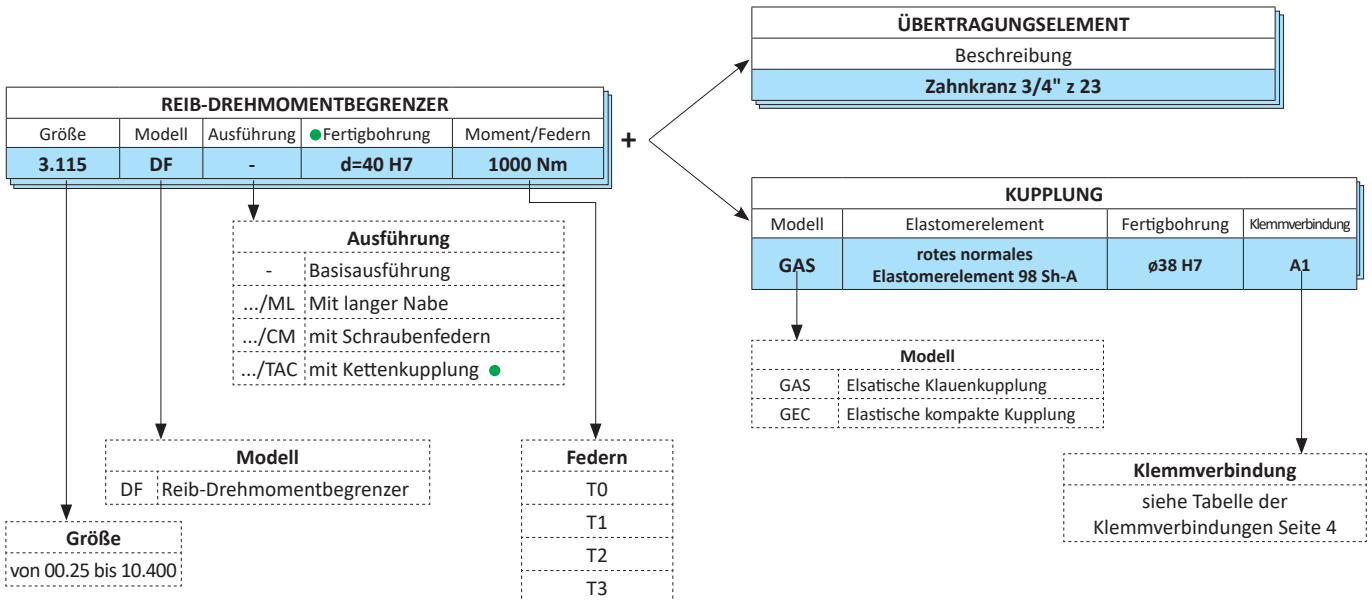 ÜBERTRAGUNGSELEMENT
Beschreibung
Zahnkranz 3/4" z 23
REIB-DREHMOMENTBEGRENZER
Größe Modell Ausführung Fertigbohrung Moment/Federn
3.115 DF - d=40 H7 1000 Nm
+
KUPPLUNG
Modell Elastomerelement Fertigbohrung Klemmverbindung
GAS rotes normales Elastomerelement 98 Sh-A ø38 H7 A1
Ausführung
- Basisausführung
.../ML Mit langer Nabe
.../CM mit Schraubenfedern
.../TAC mit Kettenkupplung
Modell
GAS Elsatische Klauenkupplung
GEC Elastische kompakte Kupplung
Modell
DF Reib-Drehmomentbegrenzer
Federn
T0
T1
T2
T3
Klemmverbindung
siehe Tabelle der
Klemmverbindungen Seite 4
Größe
von 00.25 bis 10.400